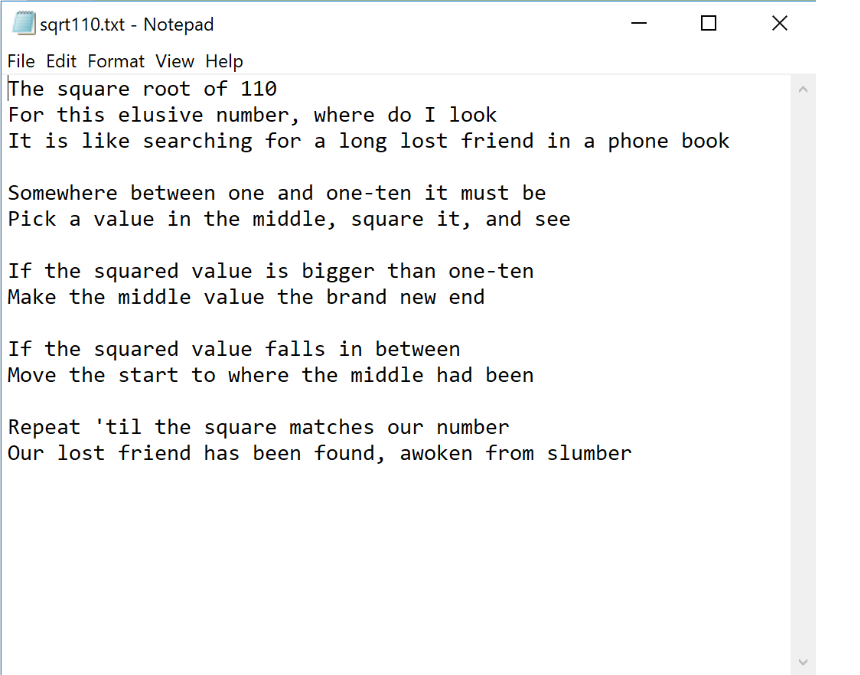 sqrt110.txt - Notepad
File Edit Format View Help
The square root of 110
For this elusive number, where do I look
It is like searching for a long lost friend in a phone book
Somewhere between one and one-ten it must be
Pick a value in the middle, square it, and see
If the squared value is bigger than one-ten
Make the middle value the brand new end
If the squared value falls in between
Move the start to where the middle had been
Repeat 'til the square matches our number
Our lost friend has been found, awoken from slumber